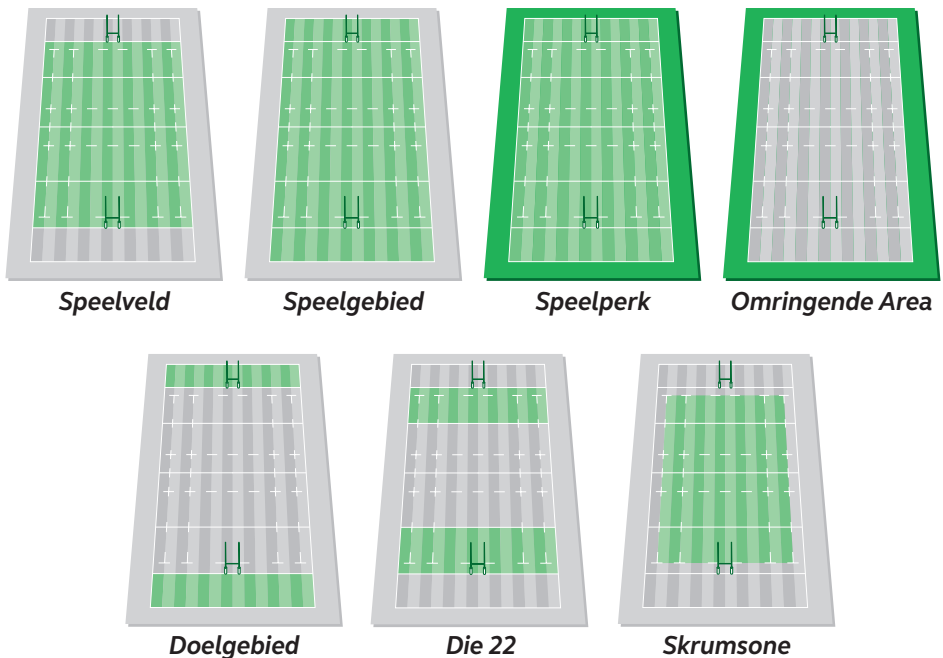 Speelveld
Speelgebied
Speelperk
Omringende Area
Doelgebied
Die 22
Skrumsone